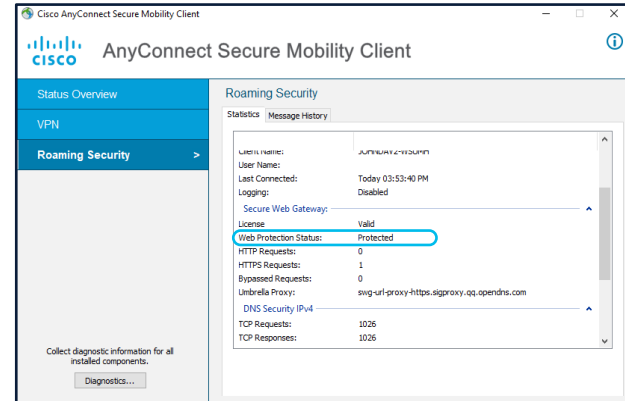 Cisco AnyConnect Secure Mobility Client
CISCO
AnyConnect Secure Mobility Client
Status Overview
VPN
Roaming Security >
Collect diagnostic information for all
installed components.
Diagnostics...
Roaming Security
Statistics Message History
Client Name:
User Name:
Last Connected: Today 03:53:40 PM
Logging: Disabled
Secure Web Gateway:
License Valid
Web Protection Status: Protected
HTTP Requests: 0
HTTPS Requests: 1
Bypassed Requests: 0
Umbrella Proxy: swg-url-proxy-https.sigproxy.qq.opendns.com
DNS Security IPv4
TCP Requests: 1026
TCP Responses: 1026